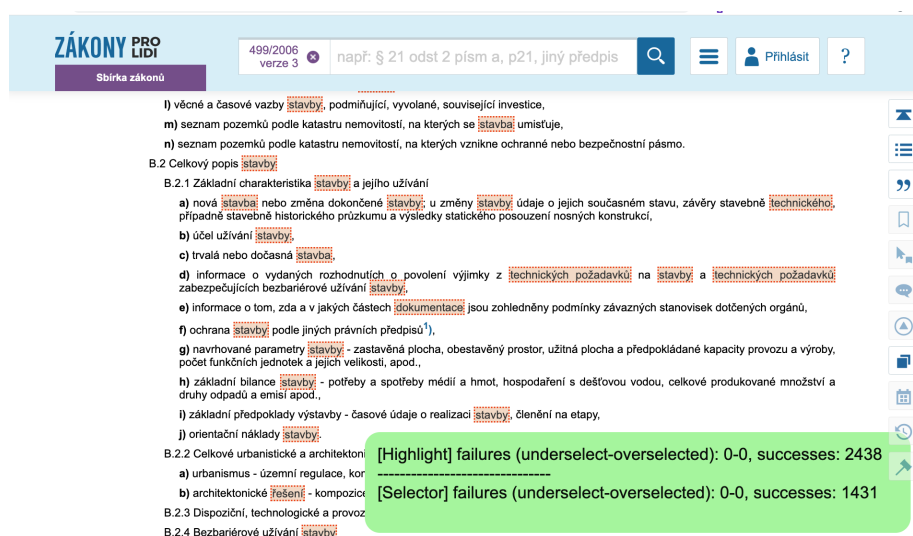 ZÁKONY PRO
LIDI
Sbírka zákonů
499/2006
verze 3
např: § 21 odst 2 písm a, p21, jiný předpis
Přihlásit
?
l) věcné a časové vazby stavby, podmiňující, vyvolané, související investice,
m) seznam pozemků podle katastru nemovitostí, na kterých se stavba umisťuje,
n) seznam pozemků podle katastru nemovitostí, na kterých vznikne ochranné nebo bezpečnostní pásmo.
B.2 Celkový popis stavby
B.2.1 Základní charakteristika stavby a jejího užívání
a) nová stavba nebo změna dokončené stavby; u změny stavby údaje o jejich současném stavu, závěry stavebně technického,
případně stavebně historického průzkumu a výsledky statického posouzení nosných konstrukcí,
b) účel užívání stavby,
c) trvalá nebo dočasná stavba,
d) informace o vydaných rozhodnutích o povolení výjimky z technických požadavků na stavby a technických požadavků
zabezpečujících bezbariérové užívání stavby,
e) informace o tom, zda a v jakých částech dokumentace jsou zohledněny podmínky závazných stanovisek dotčených orgánů,
f) ochrana stavby podle jiných právních předpisů1),
g) navrhované parametry stavby - zastavěná plocha, obestavěný prostor, užitná plocha a předpokládané kapacity provozu a výroby,
počet funkčních jednotek a jejich velikosti, apod.,
h) základní bilance stavby - potřeby a spotřeby médií a hmot, hospodaření s dešťovou vodou, celkové produkované množství a
druhy odpadů a emisí apod.,
i) základní předpoklady výstavby - časové údaje o realizaci stavby, členění na etapy,
j) orientační náklady stavby.
B.2.2 Celkové urbanistické a architektoni
a) urbanismus - územní regulace, kor
b) architektonické řešení - kompozice
B.2.3 Dispoziční, technologické a provoz
B.2.4 Bezbariérové užívání stavby
[Highlight] failures (underselect-overselected): 0-0, successes: 2438
-------------------------------
[Selector] failures (underselect-overselected): 0-0, successes: 1431